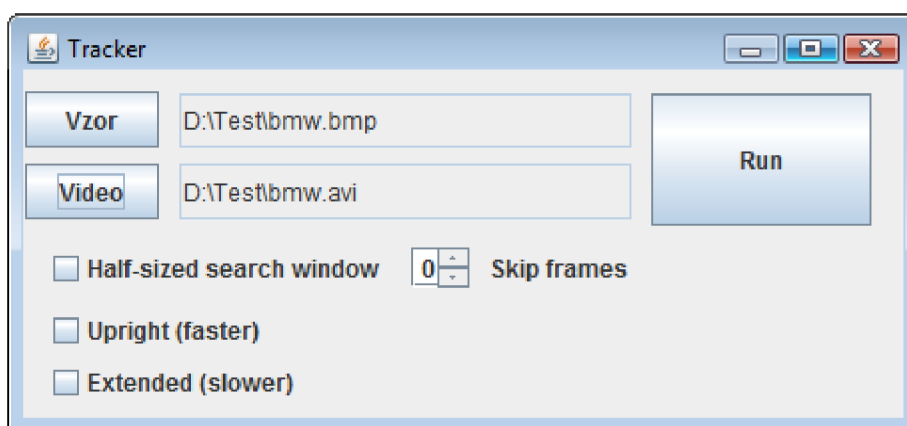 Tracker
Vzor D:\Test\bmw.bmp
Run
Video D:\Test\bmw.avi
Half-sized search window 0 Skip frames
Upright (faster)
Extended (slower)